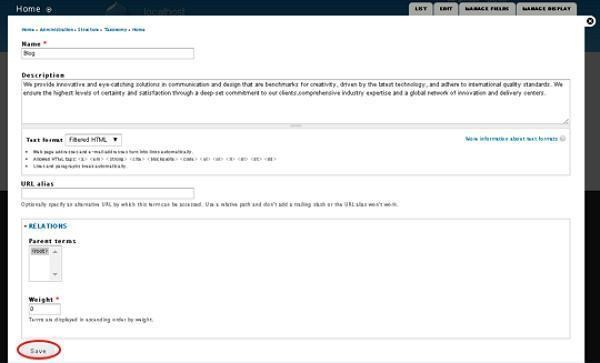 Home
localhost
LIST EDIT MANAGE FIELDS MANAGE DISPLAY
Home » Administration » Structure » Taxonomy » Home
Name *
Blog
Description
We provide innovative and eye-catching solutions in communication and design that are benchmarks for creativity, driven by the latest technology, and adhere to international quality standards. We
ensure the highest levels of certainty and satisfaction through a deep-set commitment to our clients,comprehensive industry expertise and a global network of innovation and delivery centers.
Text format Filtered HTML
More information about text formats
Web page addresses and e-mail addresses turn into links automatically.
Allowed HTML tags: <a> <em> <strong> <cite> <blockquote> <code> <ul> <ol> <li> <dl> <dt> <dd>
Lines and paragraphs break automatically.
URL alias
Optionally specify an alternative URL by which this term can be accessed. Use a relative path and don't add a trailing slash or the URL alias won't work.
RELATIONS
Parent terms
<root>
Weight *
0
Terms are displayed in ascending order by weight.
Save